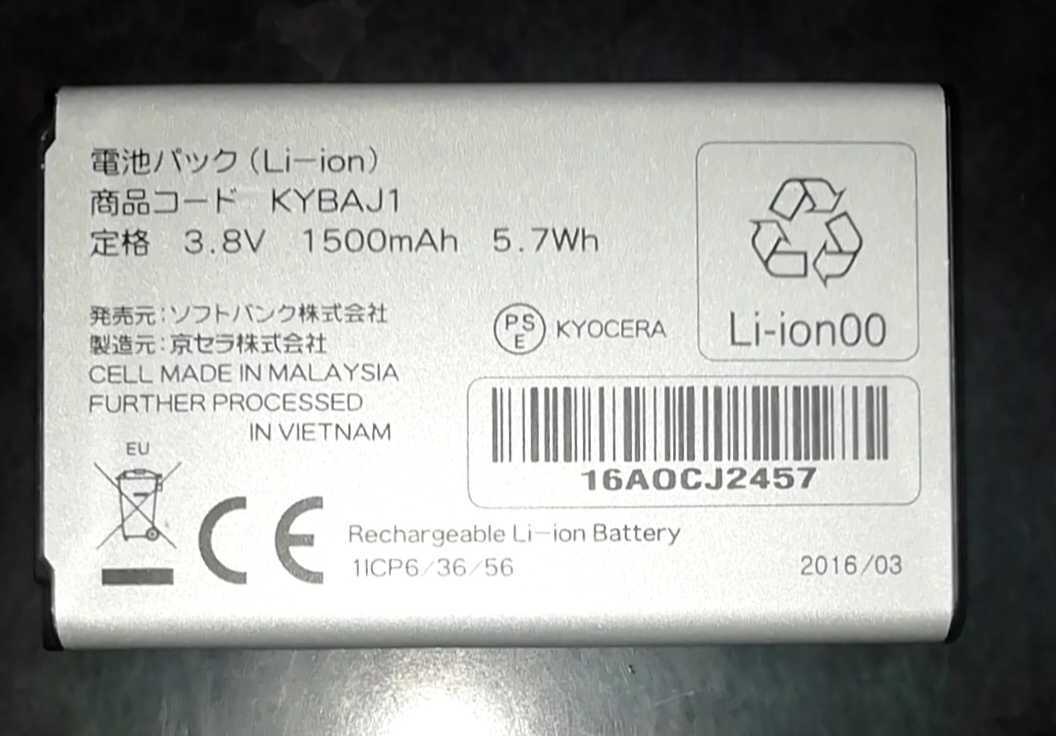 電池パック(Li-ion)
商品コード KYBAJ1
定格 3.8V 1500mAh 5.7Wh
発売元:ソフトバンク株式会社
製造元:京セラ株式会社
CELL MADE IN MALAYSIA
FURTHER PROCESSED
IN VIETNAM
PS
E
KYOCERA
Li-ion00
16AOCJ2457
EU
CE
Rechargeable Li-ion Battery
1ICP6/36/56
2016/03